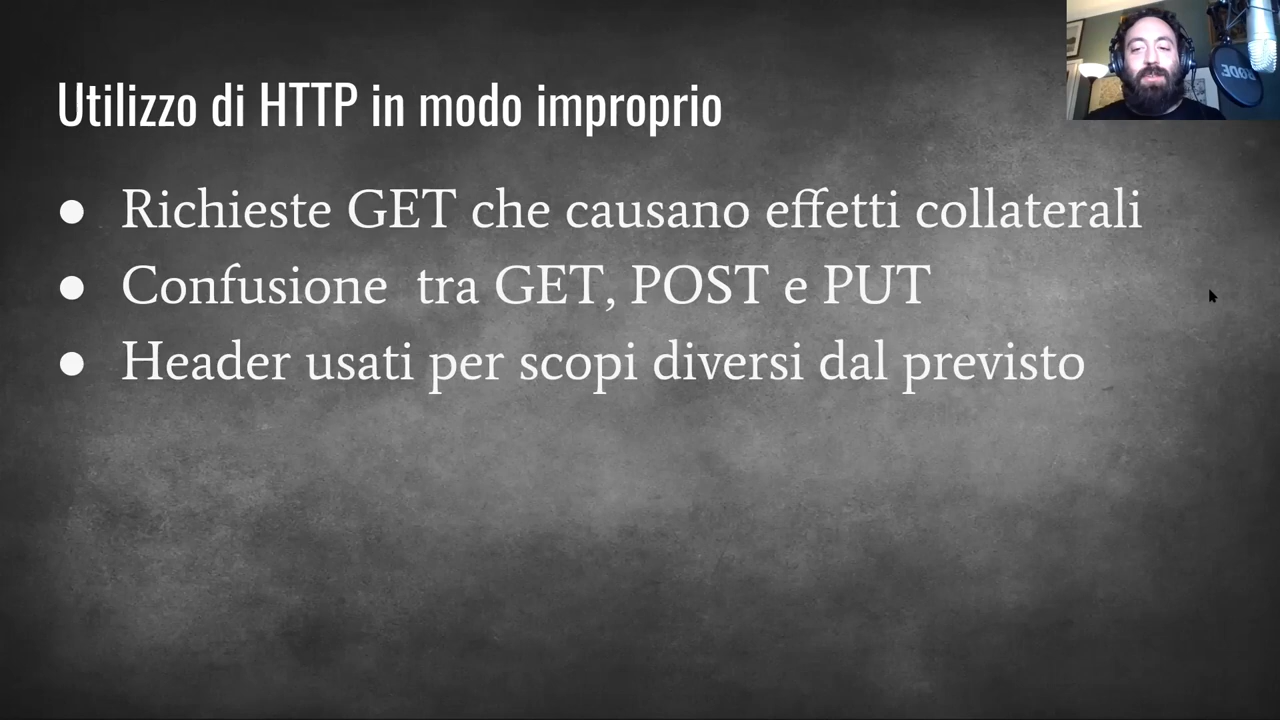 Utilizzo di HTTP in modo improprio
● Richieste GET che causano effetti collaterali
● Confusione  tra GET, POST e PUT
● Header usati per scopi diversi dal previsto
RØDE